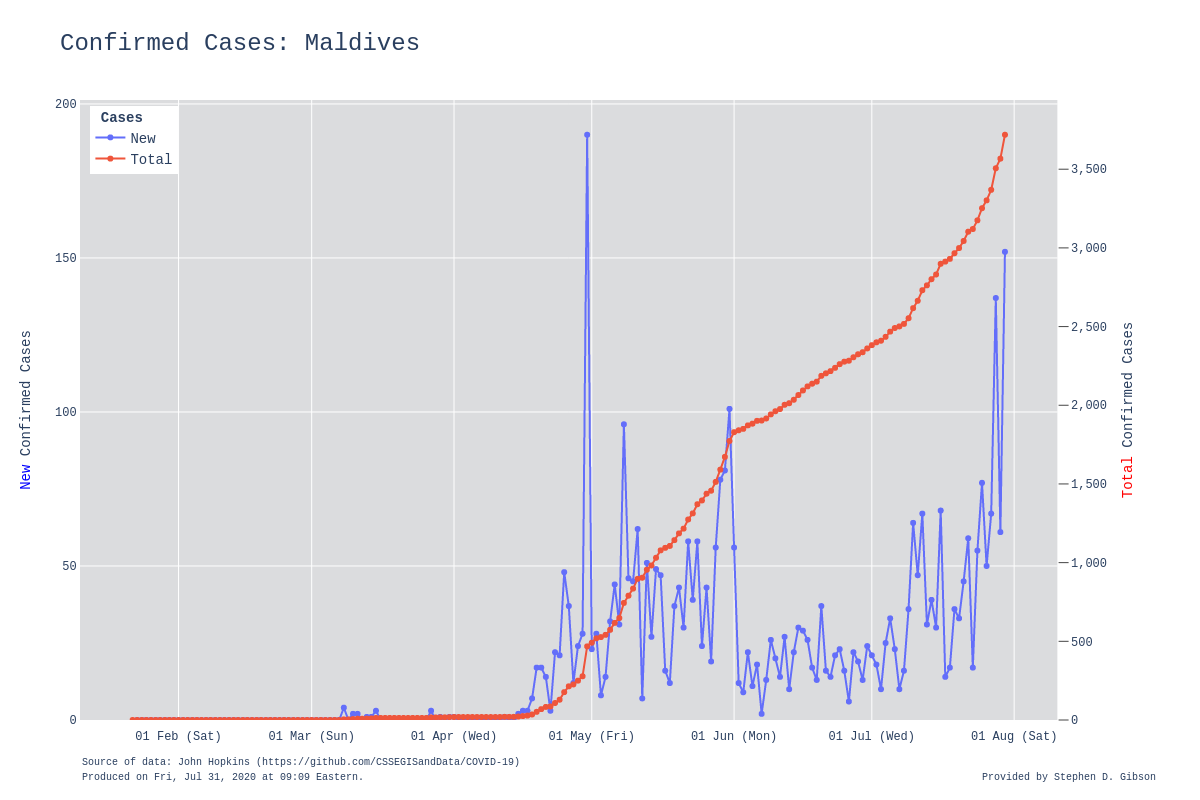 Confirmed Cases: Maldives
Cases
New
Total
200
150
100
50
0
3,500
3,000
2,500
2,000
1,500
1,000
500
0
New Confirmed Cases
Total Confirmed Cases
01 Feb (Sat)
01 Mar (Sun)
01 Apr (Wed)
01 May (Fri)
01 Jun (Mon)
01 Jul (Wed)
01 Aug (Sat)
Source of data: John Hopkins (https://github.com/CSSEGISandData/COVID-19)
Produced on Fri, Jul 31, 2020 at 09:09 Eastern.
Provided by Stephen D. Gibson